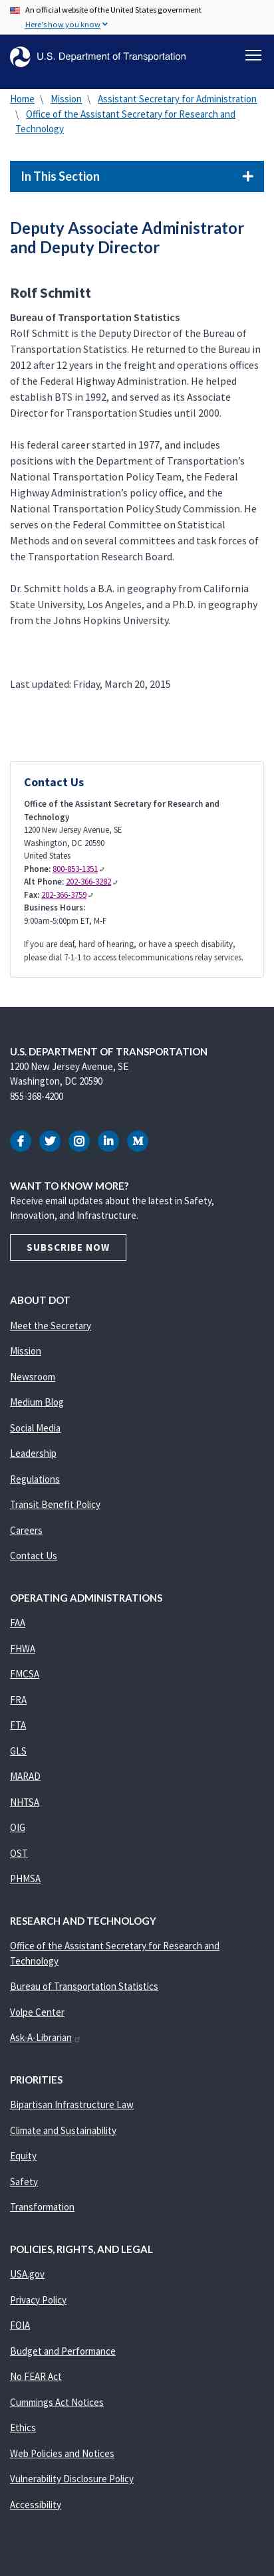 An official website of the United States government
Here's how you know
U.S. Department of Transportation
Home \ Mission \ Assistant Secretary for Administration
\ Office of the Assistant Secretary for Research and
Technology
In This Section
Deputy Associate Administrator
and Deputy Director
Rolf Schmitt
Bureau of Transportation Statistics
Rolf Schmitt is the Deputy Director of the Bureau of
Transportation Statistics. He returned to the Bureau in
2012 after 12 years in the freight and operations offices
of the Federal Highway Administration. He helped
establish BTS in 1992, and served as its Associate
Director for Transportation Studies until 2000.
His federal career started in 1977, and includes
positions with the Department of Transportation’s
National Transportation Policy Team, the Federal
Highway Administration’s policy office, and the
National Transportation Policy Study Commission. He
serves on the Federal Committee on Statistical
Methods and on several committees and task forces of
the Transportation Research Board.
Dr. Schmitt holds a B.A. in geography from California
State University, Los Angeles, and a Ph.D. in geography
from the Johns Hopkins University.
Last updated: Friday, March 20, 2015
Contact Us
Office of the Assistant Secretary for Research and
Technology
1200 New Jersey Avenue, SE
Washington, DC 20590
United States
Phone: 800-853-1351
Alt Phone: 202-366-3282
Fax: 202-366-3759
Business Hours:
9:00am-5:00pm ET, M-F
If you are deaf, hard of hearing, or have a speech disability,
please dial 7-1-1 to access telecommunications relay services.
U.S. DEPARTMENT OF TRANSPORTATION
1200 New Jersey Avenue, SE
Washington, DC 20590
855-368-4200
WANT TO KNOW MORE?
Receive email updates about the latest in Safety,
Innovation, and Infrastructure.
SUBSCRIBE NOW
ABOUT DOT
Meet the Secretary
Mission
Newsroom
Medium Blog
Social Media
Leadership
Regulations
Transit Benefit Policy
Careers
Contact Us
OPERATING ADMINISTRATIONS
FAA
FHWA
FMCSA
FRA
FTA
GLS
MARAD
NHTSA
OIG
OST
PHMSA
RESEARCH AND TECHNOLOGY
Office of the Assistant Secretary for Research and
Technology
Bureau of Transportation Statistics
Volpe Center
Ask-A-Librarian
PRIORITIES
Bipartisan Infrastructure Law
Climate and Sustainability
Equity
Safety
Transformation
POLICIES, RIGHTS, AND LEGAL
USA.gov
Privacy Policy
FOIA
Budget and Performance
No FEAR Act
Cummings Act Notices
Ethics
Web Policies and Notices
Vulnerability Disclosure Policy
Accessibility